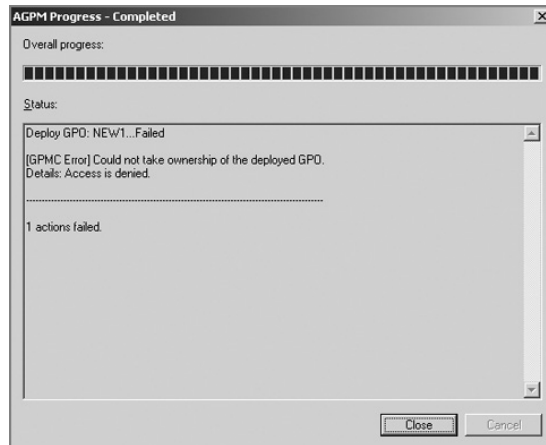 AGPM Progress - Completed
Overall progress:
Status:
Deploy GPO: NEW1...Failed
[GPMC Error] Could not take ownership of the deployed GPO.
Details: Access is denied.
--------------------------------------------------------------------------------
1 actions failed.
Close
Cancel